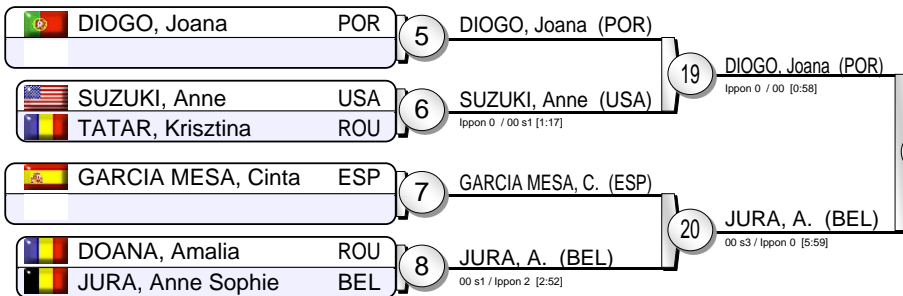 DIOGO, Joana POR
5
DIOGO, Joana (POR)
SUZUKI, Anne USA
TATAR, Krisztina ROU
6
SUZUKI, Anne (USA)
Ippon 0 / 00 s1 [1:17]
19
DIOGO, Joana (POR)
Ippon 0 / 00 [0:58]
GARCIA MESA, Cinta ESP
7
GARCIA MESA, C. (ESP)
DOANA, Amalia ROU
JURA, Anne Sophie BEL
8
JURA, A. (BEL)
00 s1 / Ippon 2 [2:52]
20
JURA, A. (BEL)
00 s3 / Ippon 0 [5:59]